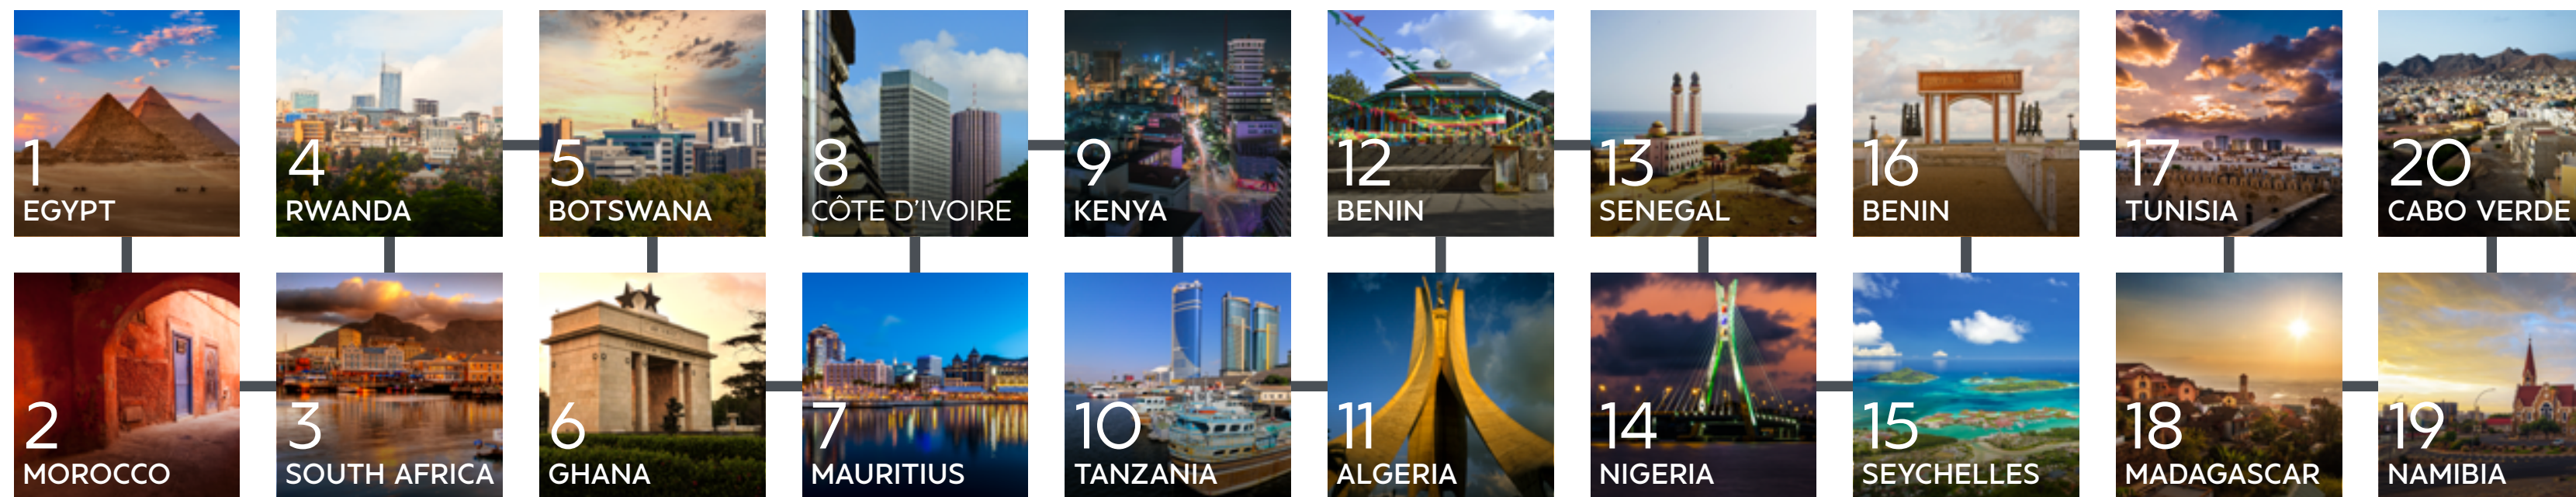 1
EGYPT
2
MOROCCO
3
SOUTH AFRICA
4
RWANDA
5
BOTSWANA
6
GHANA
7
MAURITIUS
8
CÔTE D'IVOIRE
9
KENYA
10
TANZANIA
11
ALGERIA
12
BENIN
13
SENEGAL
14
NIGERIA
15
SEYCHELLES
16
BENIN
17
TUNISIA
18
MADAGASCAR
19
NAMIBIA
20
CABO VERDE